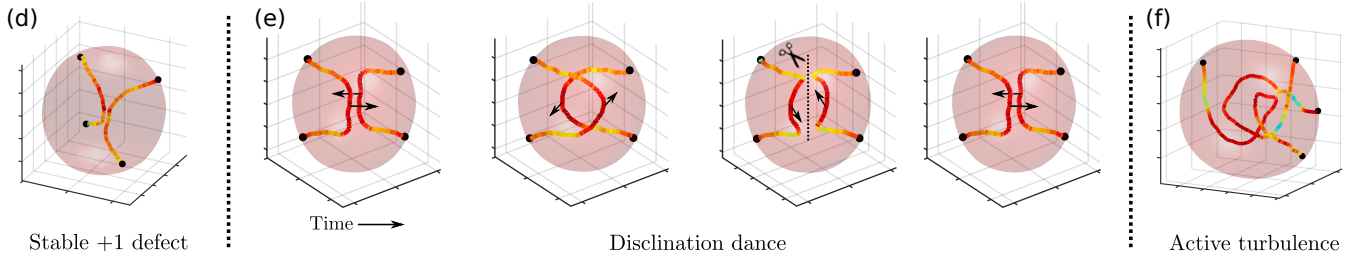 (d)
(e)
(f)
Time
Stable +1 defect
Disclination dance
Active turbulence